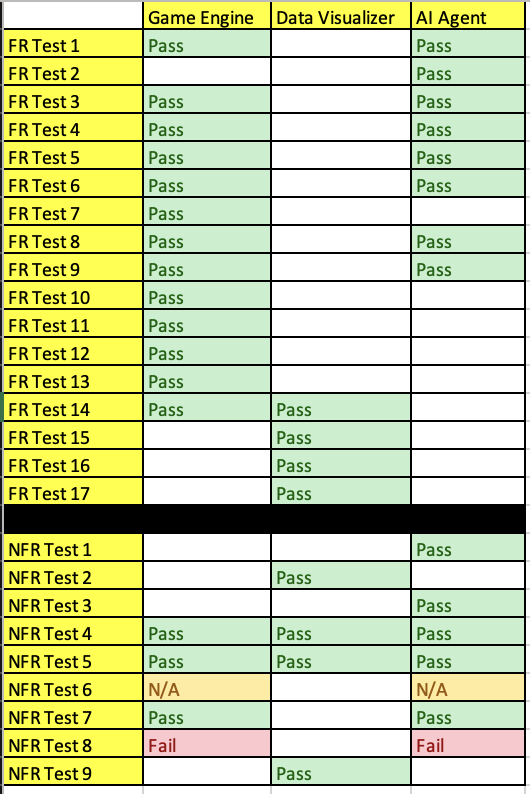 Game Engine Data Visualizer AI Agent
FR Test 1 Pass Pass
FR Test 2 Pass
FR Test 3 Pass Pass
FR Test 4 Pass Pass
FR Test 5 Pass Pass
FR Test 6 Pass Pass
FR Test 7 Pass
FR Test 8 Pass Pass
FR Test 9 Pass Pass
FR Test 10 Pass
FR Test 11 Pass
FR Test 12 Pass
FR Test 13 Pass
FR Test 14 Pass Pass
FR Test 15 Pass
FR Test 16 Pass
FR Test 17 Pass
NFR Test 1 Pass
NFR Test 2 Pass
NFR Test 3 Pass
NFR Test 4 Pass Pass Pass
NFR Test 5 Pass Pass Pass
NFR Test 6 N/A N/A
NFR Test 7 Pass Pass
NFR Test 8 Fail Fail
NFR Test 9 Pass